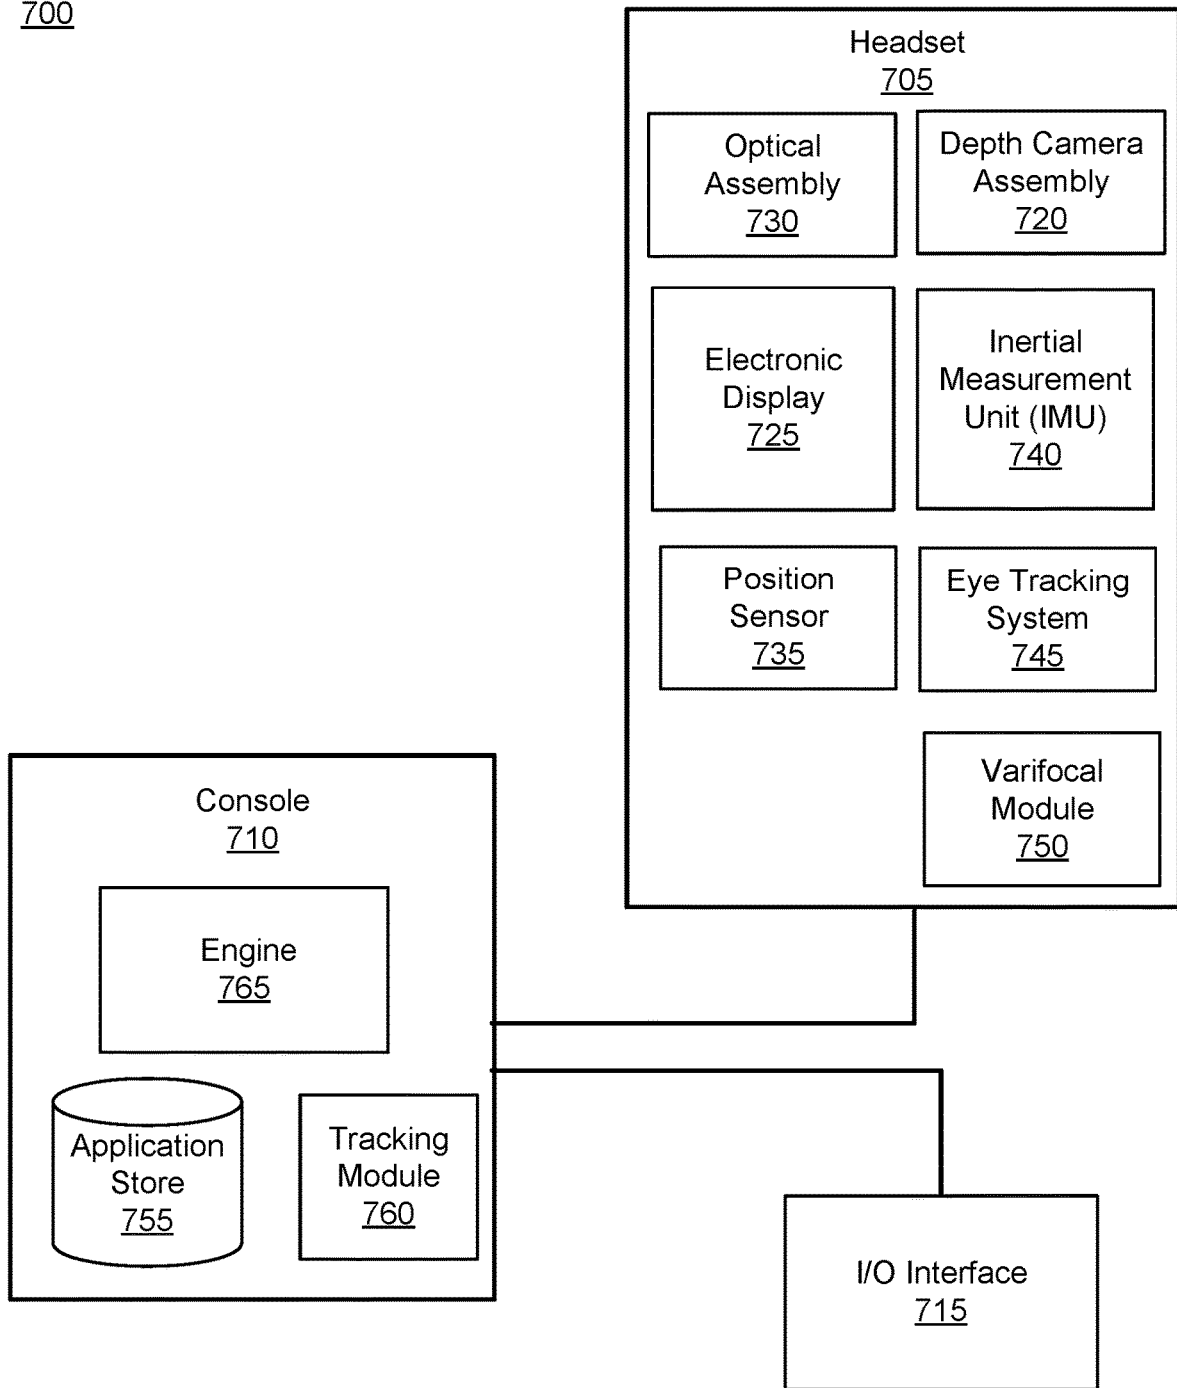 700
Headset
705
Optical
Assembly
730
Depth Camera
Assembly
720
Electronic
Display
725
Inertial
Measurement
Unit (IMU)
740
Position
Sensor
735
Eye Tracking
System
745
Varifocal
Module
750
Console
710
Engine
765
Application
Store
755
Tracking
Module
760
I/O Interface
715